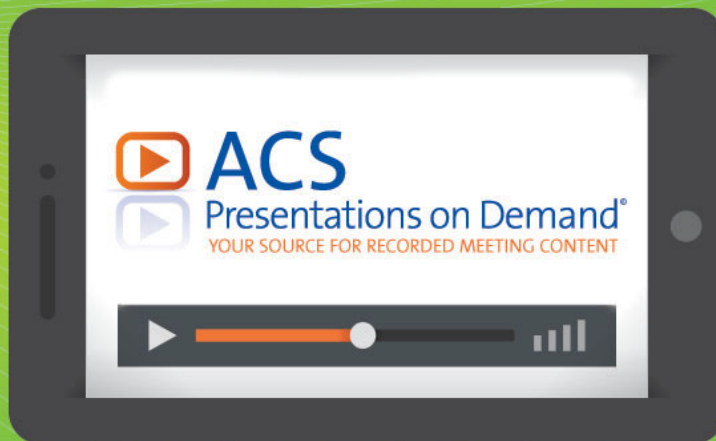 ACS
Presentations on Demand®
YOUR SOURCE FOR RECORDED MEETING CONTENT